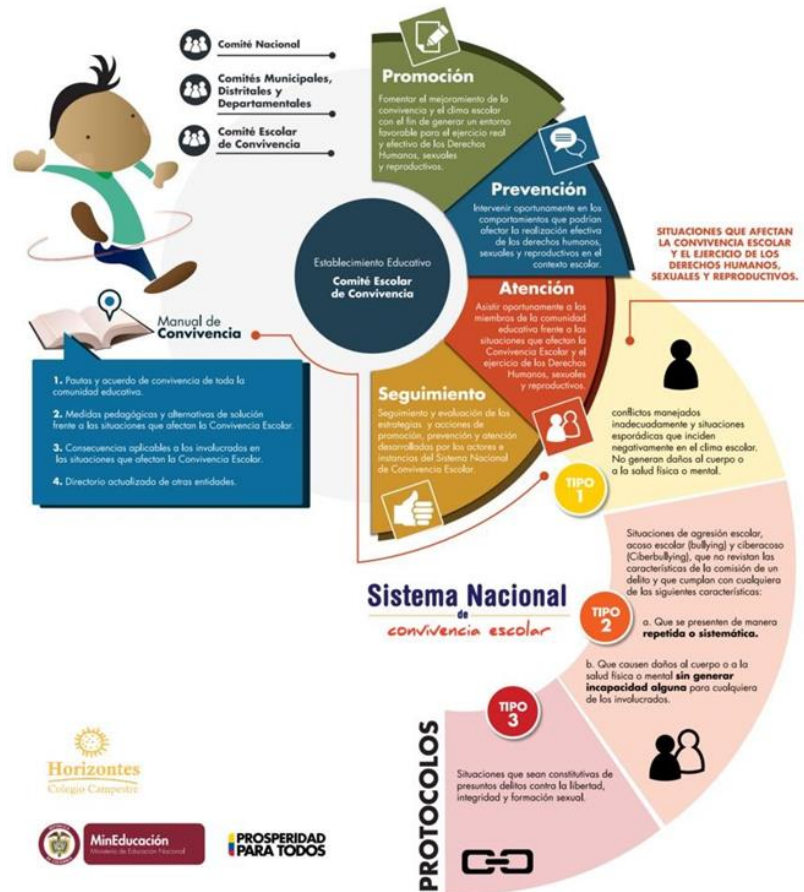 Comité Nacional
Comités Municipales,
Distritales y
Departamentales
Comité Escolar
de Convivencia
Promoción
Fomentar el mejoramiento de la
convivencia y el clima escolar
con el fin de generar un entorno
favorable para el ejercicio real
y efectivo de los Derechos
Humanos, sexuales
y reproductivos.
Prevención
Intervenir oportunamente en los
comportamientos que podrían
afectar la realización efectiva
de los derechos humanos,
sexuales y reproductivos en el
contexto escolar.
Establecimiento Educativo
Comité Escolar
de Convivencia
Atención
Asistir oportunamente a los
miembros de la comunidad
educativa frente a las
situaciones que afectan la
Convivencia Escolar y el
ejercicio de los Derechos
Humanos, sexuales
y reproductivos.
Seguimiento
Seguimiento y evaluación de las
estrategias y acciones de
promoción, prevención y atención
desarrolladas por los actores e
instancias del Sistema Nacional
de Convivencia Escolar.
Manual de
Convivencia
1. Pautas y acuerdo de convivencia de toda la
comunidad educativa.
2. Medidas pedagógicas y alternativas de solución
frente a las situaciones que afectan la Convivencia Escolar.
3. Consecuencias aplicables a los involucrados en
las situaciones que afectan la Convivencia Escolar.
4. Directorio actualizado de otras entidades.
SITUACIONES QUE AFECTAN
LA CONVIVENCIA ESCOLAR
Y EL EJERCICIO DE LOS
DERECHOS HUMANOS,
SEXUALES Y REPRODUCTIVOS.
TIPO
1
conflictos manejados
inadecuadamente y situaciones
esporádicas que inciden
negativamente en el clima escolar.
No generan daños al cuerpo o
a la salud física o mental.
TIPO
2
Situaciones de agresión escolar,
acoso escolar (bullying) y ciberacoso
(Ciberbullying), que no revistan las
características de la comisión de un
delito y que cumplan con cualquiera
de las siguientes características:
a. Que se presenten de manera
repetida o sistemática.
b. Que causen daños al cuerpo o a la
salud física o mental sin generar
incapacidad alguna para cualquiera
de los involucrados.
TIPO
3
Situaciones que sean constitutivas de
presuntos delitos contra la libertad,
integridad y formación sexual.
PROTOCOLOS
Sistema Nacional
de
convivencia escolar
Horizontes
Colegio Campestre
MinEducación
Ministerio de Educación Nacional
PROSPERIDAD
PARA TODOS